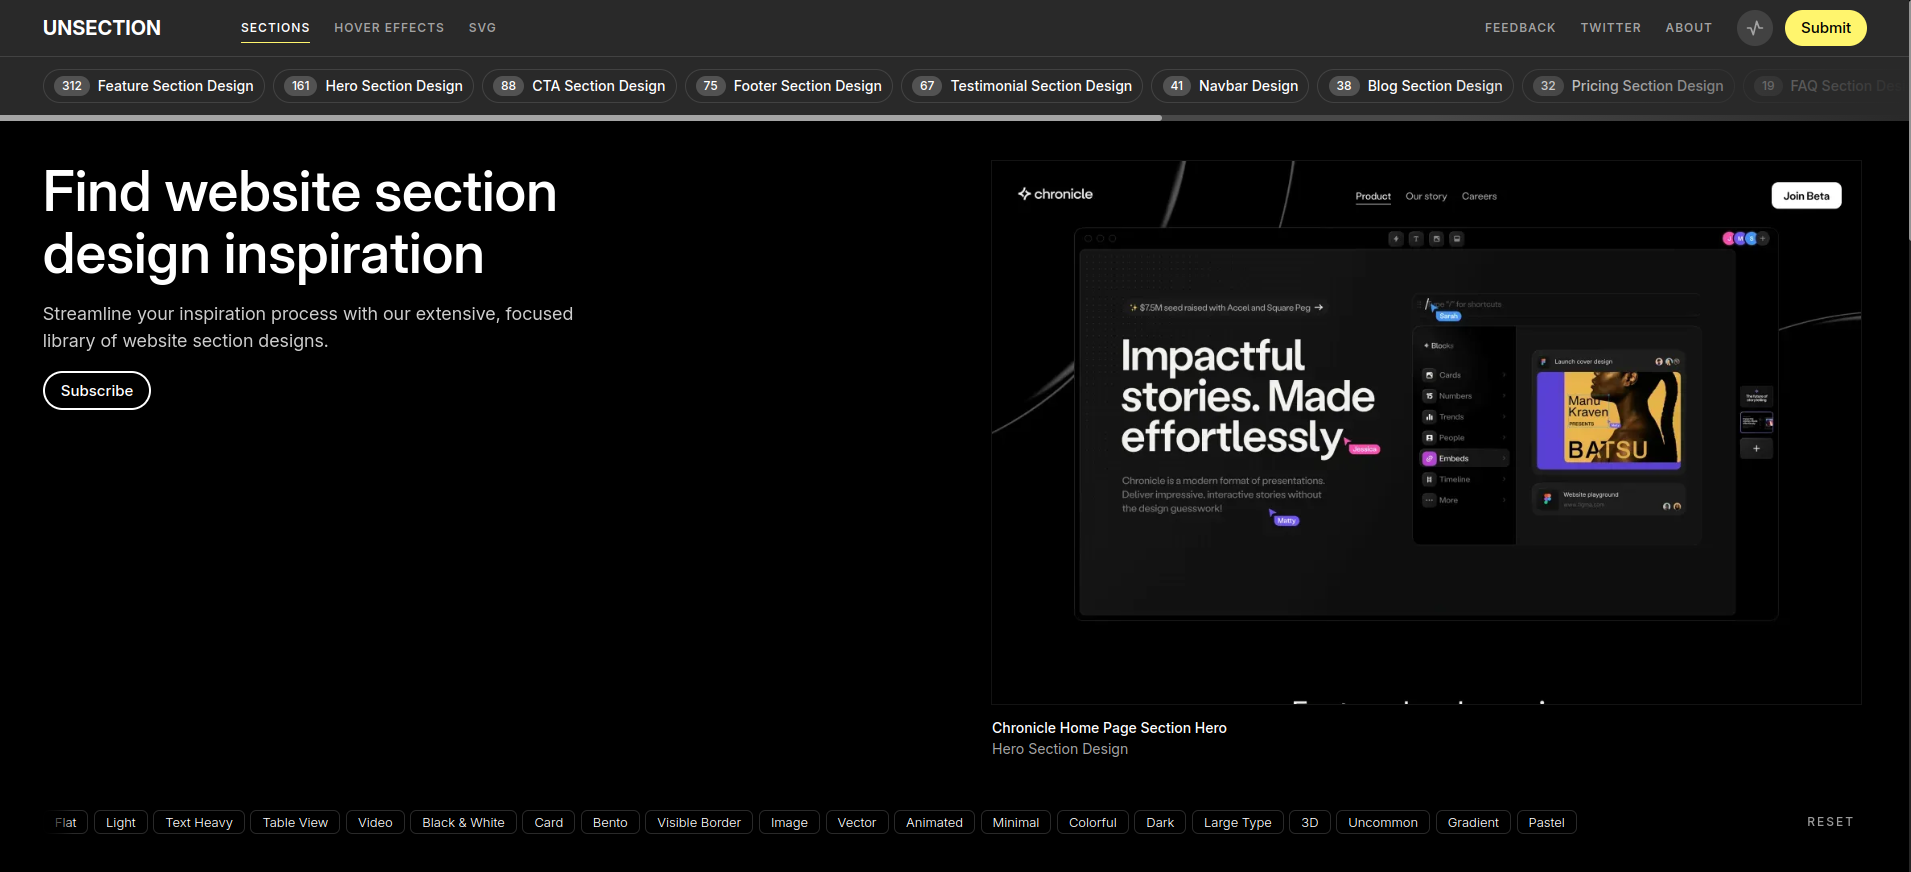 UNSECTION
SECTIONS HOVER EFFECTS SVG
FEEDBACK TWITTER ABOUT Submit
312 Feature Section Design 161 Hero Section Design 88 CTA Section Design 75 Footer Section Design 67 Testimonial Section Design 41 Navbar Design 38 Blog Section Design 32 Pricing Section Design 19 FAQ Section
Find website section
design inspiration
Streamline your inspiration process with our extensive, focused
library of website section designs.
Subscribe
chronicle
Product Our story Careers
Join Beta
✨ $7.5M seed raised with Accel and Square Peg →
Impactful
stories. Made
effortlessly
Jessica
Chronicle is a modern format of presentations.
Deliver impressive, interactive stories without
the design guesswork!
Matty
"/" for shortcuts
Sarah
Blocks
Cards
15 Numbers
Trends
People
Embeds
Timeline
More
Launch cover design
Manu
Kraven
PRESENTS
BATSU
Website playground
Chronicle Home Page Section Hero
Hero Section Design
Flat Light Text Heavy Table View Video Black & White Card Bento Visible Border Image Vector Animated Minimal Colorful Dark Large Type 3D Uncommon Gradient Pastel
RESET